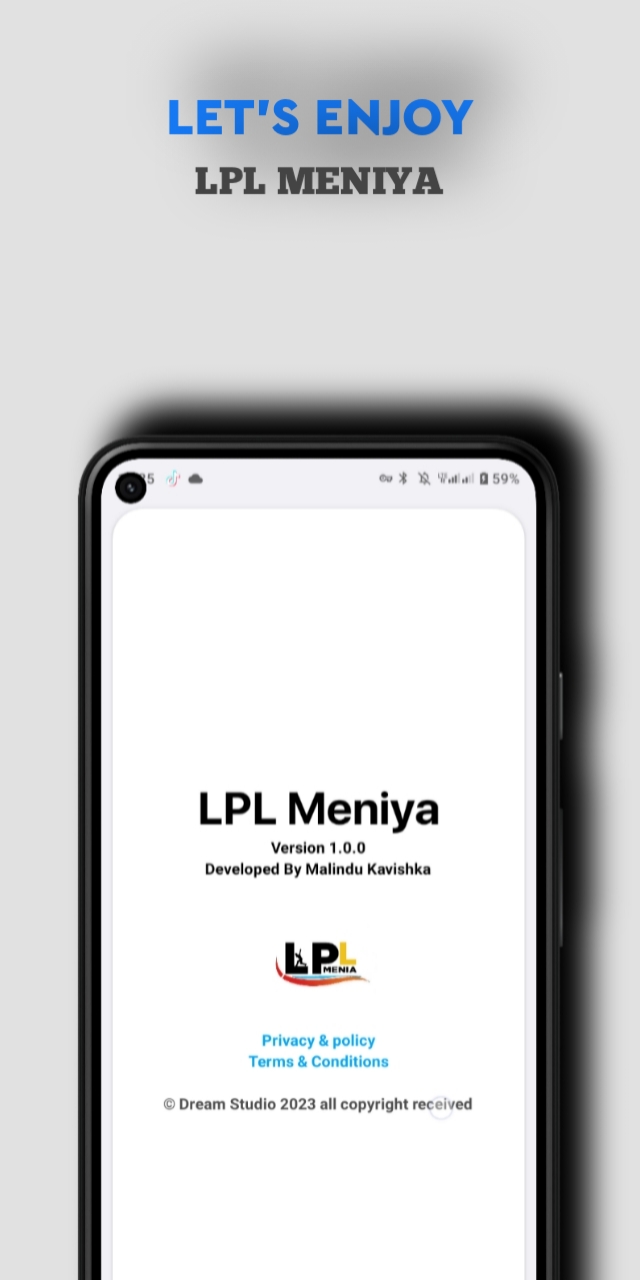 LET'S ENJOY
LPL MENIYA
59%
LPL Meniya
Version 1.0.0
Developed By Malindu Kavishka
LPL
MENIA
Privacy & policy
Terms & Conditions
© Dream Studio 2023 all copyright received